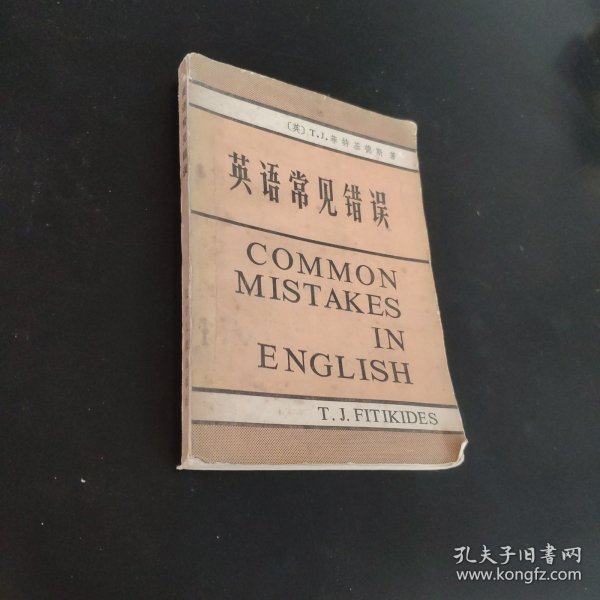 〔英〕T.J.菲特基德斯 著
英语常见错误
COMMON
MISTAKES
IN
ENGLISH
T. J. FITIKIDES
孔夫子旧书网
www.kongfz.com